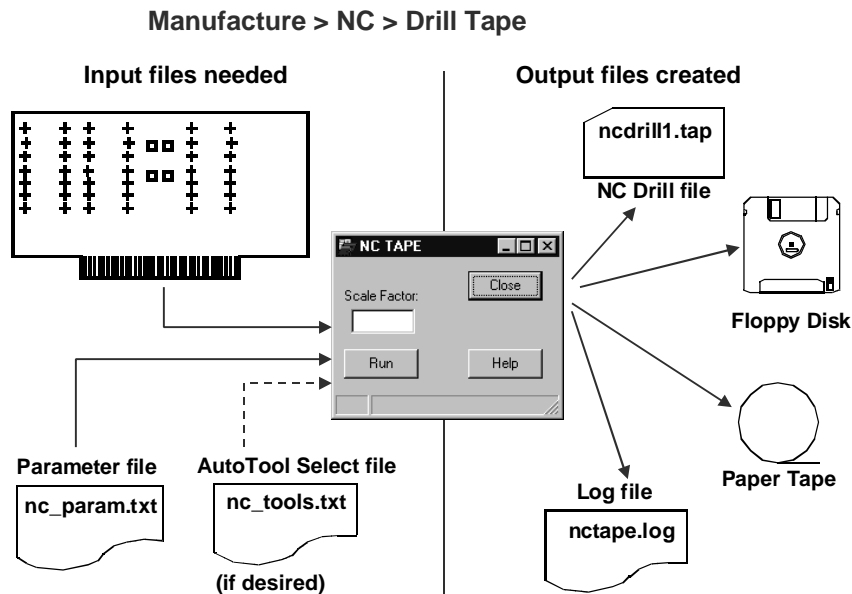 Manufacture > NC > Drill Tape
Input files needed
Output files created
ncdrill1.tap
NC Drill file
NC TAPE
Scale Factor:
Close
Run
Help
Floppy Disk
Paper Tape
Parameter file
nc_param.txt
AutoTool Select file
nc_tools.txt
(if desired)
Log file
nctape.log